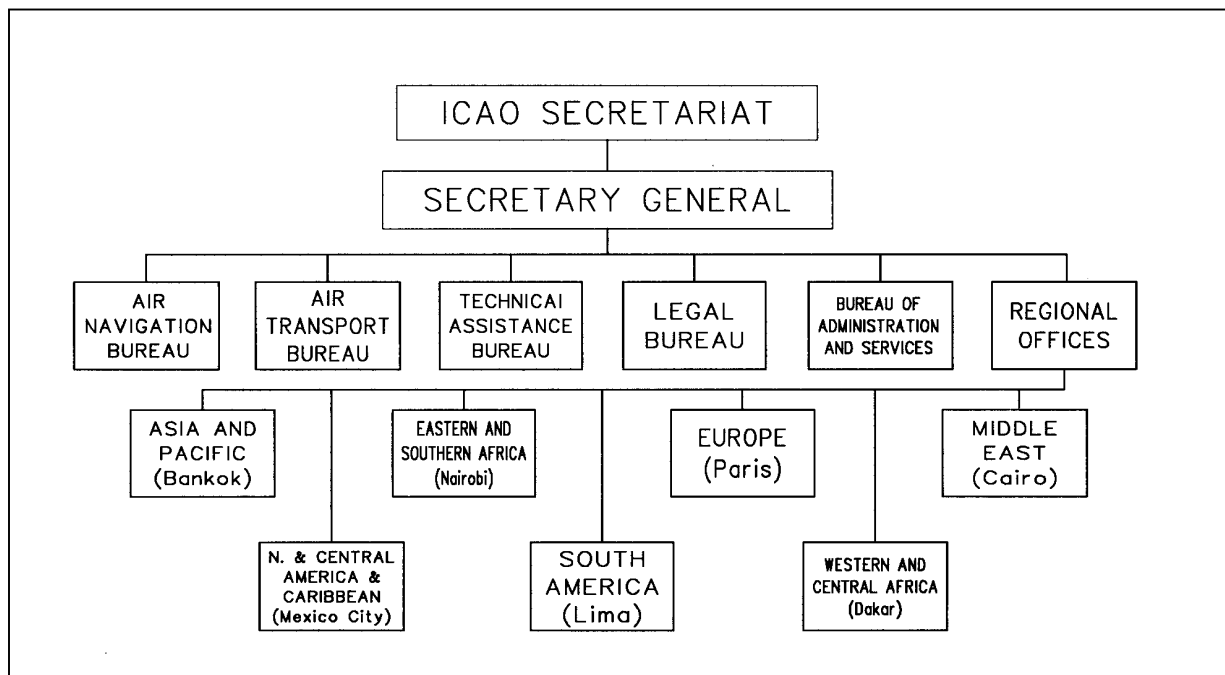 ICAO SECRETARIAT
SECRETARY GENERAL
AIR
NAVIGATION
BUREAU
AIR
TRANSPORT
BUREAU
TECHNICAI
ASSISTANCE
BUREAU
LEGAL
BUREAU
BUREAU OF
ADMINISTRATION
AND SERVICES
REGIONAL
OFFICES
ASIA AND
PACIFIC
(Bankok)
EASTERN AND
SOUTHERN AFRICA
(Nairobi)
EUROPE
(Paris)
MIDDLE
EAST
(Cairo)
N. & CENTRAL
AMERICA &
CARIBBEAN
(Mexico City)
SOUTH
AMERICA
(Lima)
WESTERN AND
CENTRAL AFRICA
(Dakar)